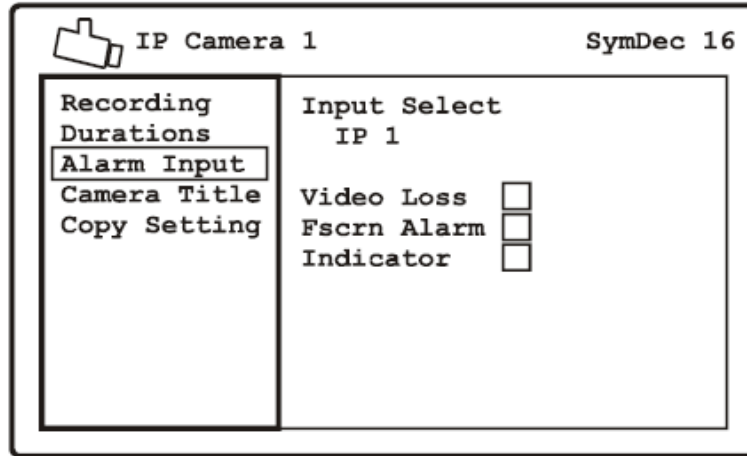 IP Camera 1 SymDec 16
Recording
Durations
Alarm Input
Camera Title
Copy Setting
Input Select
IP 1
Video Loss
Fscrn Alarm
Indicator